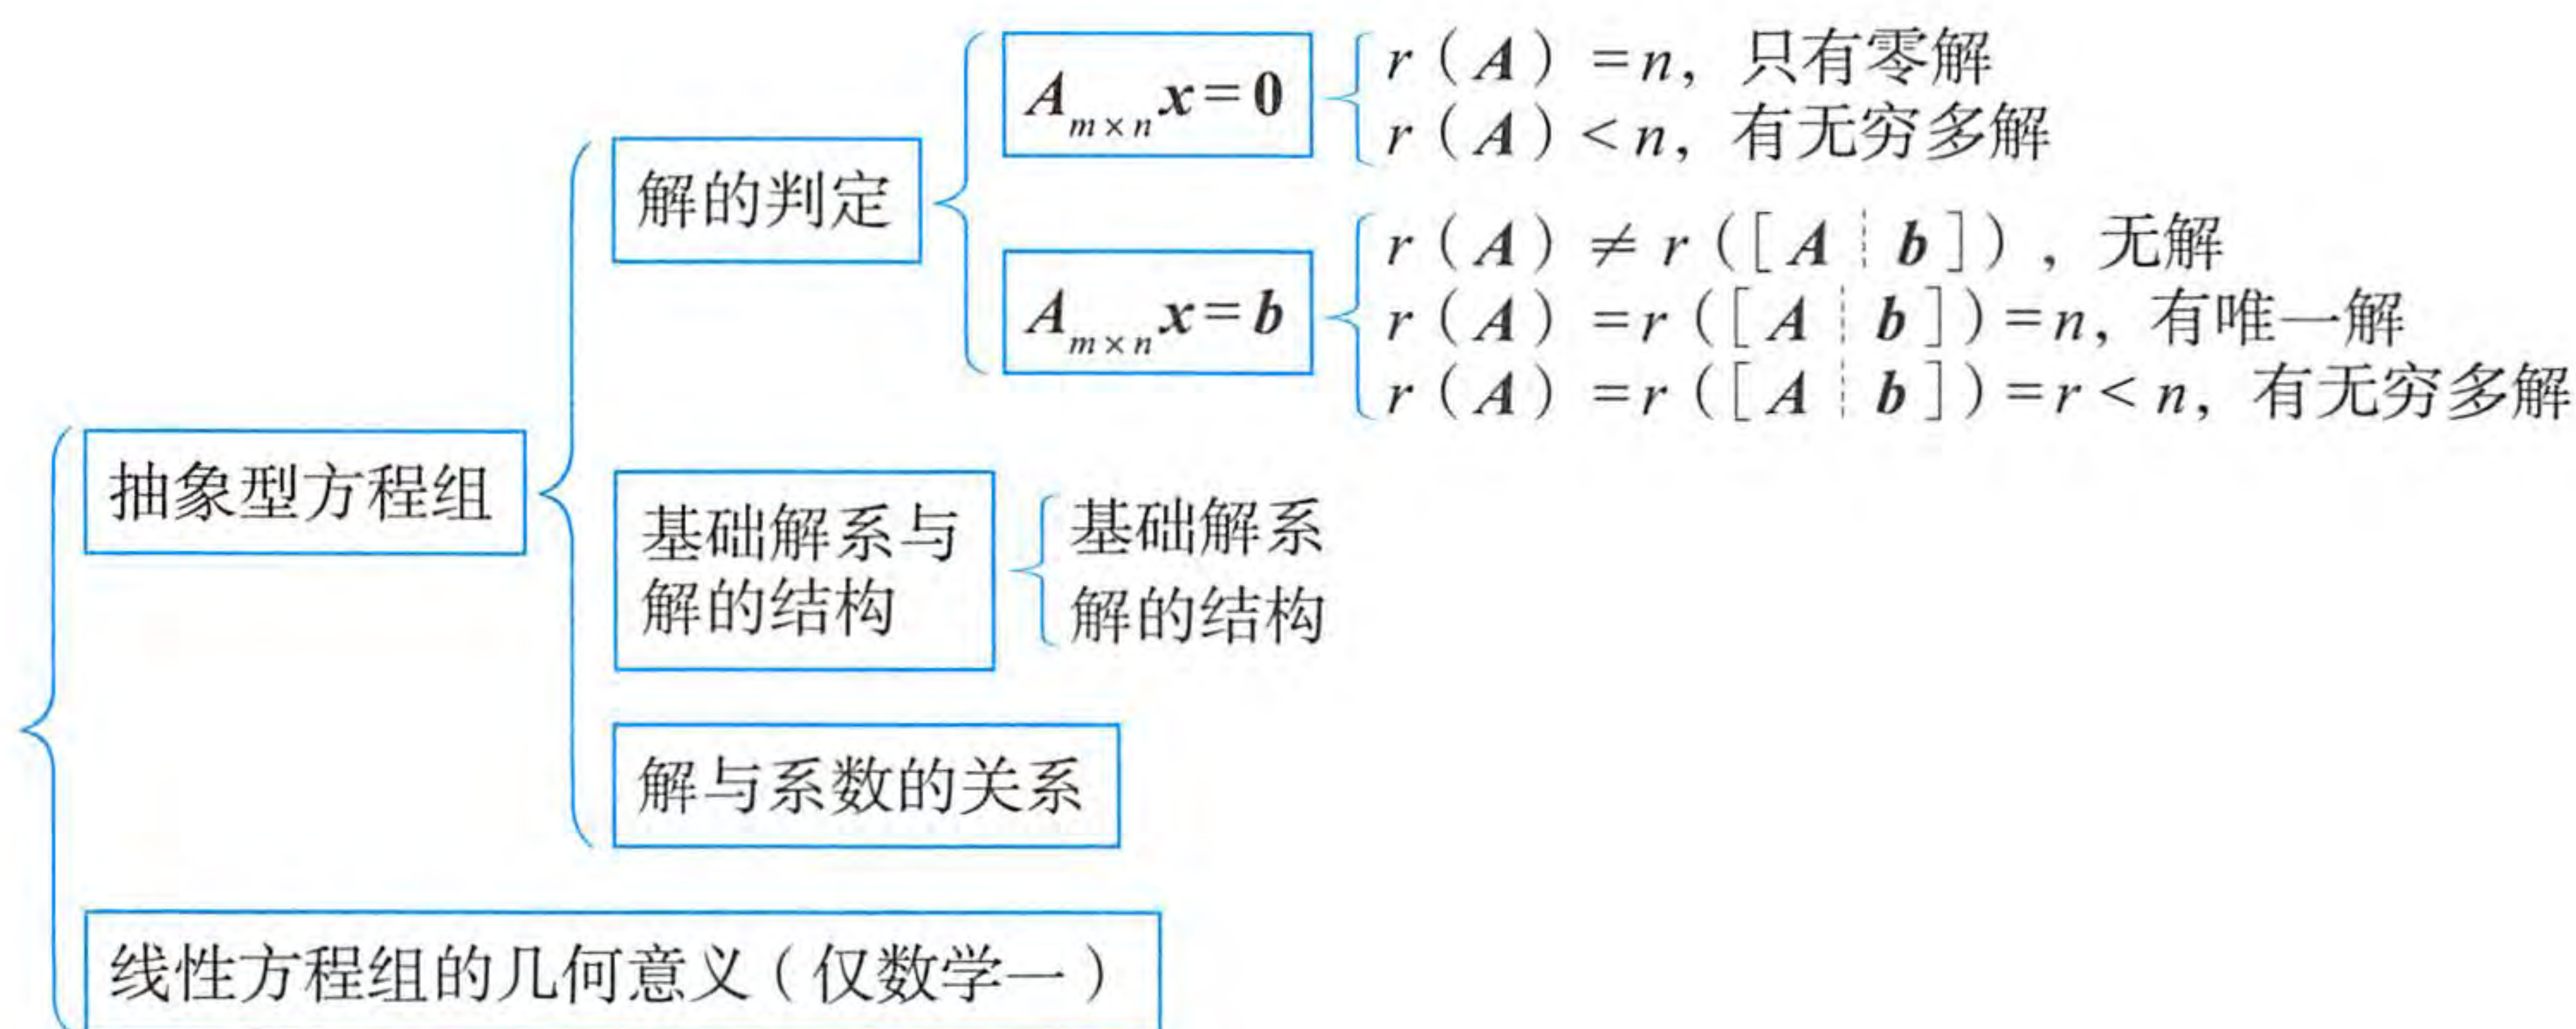 A_{m×n}x=0
r（A）=n，只有零解
r（A）<n，有无穷多解
解的判定
A_{m×n}x=b
r（A）≠r（[A ┆ b]），无解
r（A）=r（[A ┆ b]）=n，有唯一解
r（A）=r（[A ┆ b]）=r<n，有无穷多解
抽象型方程组
基础解系与
解的结构
基础解系
解的结构
解与系数的关系
线性方程组的几何意义（仅数学一）